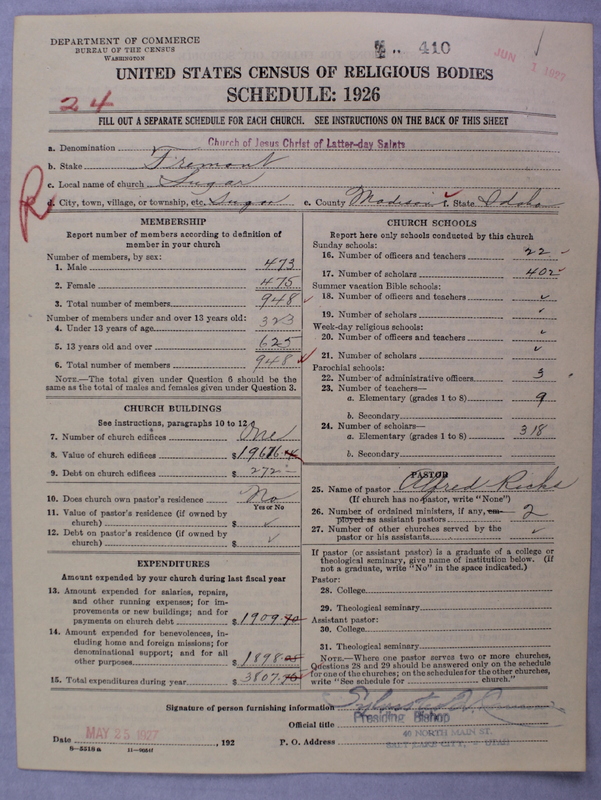 DEPARTMENT OF COMMERCE
BUREAU OF THE CENSUS
WASHINGTON
410
JUN 1 1927
UNITED STATES CENSUS OF RELIGIOUS BODIES
SCHEDULE: 1926
24
FILL OUT A SEPARATE SCHEDULE FOR EACH CHURCH. SEE INSTRUCTIONS ON THE BACK OF THIS SHEET
a. Denomination Church of Jesus Christ of Latter-day Saints
b. Stake Fremont
c. Local name of church Sugar
R
d. City, town, village, or township, etc. Sugar e. County Madison f. State Idaho
MEMBERSHIP
Report number of members according to definition of
member in your church
Number of members, by sex:
1. Male 473
2. Female 475
3. Total number of members 948
Number of members under and over 13 years old:
4. Under 13 years of age 323
5. 13 years old and over 625
6. Total number of members 948
NOTE.—The total given under Question 6 should be
the same as the total of males and females given under Question 3.
CHURCH BUILDINGS
See instructions, paragraphs 10 to 12
7. Number of church edifices One
8. Value of church edifices $19616
9. Debt on church edifices $272
10. Does church own pastor's residence No
Yes or No
11. Value of pastor's residence (if owned by
church) $ ✓
12. Debt on pastor's residence (if owned by
church) $ ✓
EXPENDITURES
Amount expended by your church during last fiscal year
13. Amount expended for salaries, repairs,
and other running expenses; for im-
provements or new buildings; and for
payments on church debt $1909.
14. Amount expended for benevolences, in-
cluding home and foreign missions; for
denominational support; and for all
other purposes $1898
15. Total expenditures during year $3807.
CHURCH SCHOOLS
Report here only schools conducted by this church
Sunday schools:
16. Number of officers and teachers 22
17. Number of scholars 402
Summer vacation Bible schools:
18. Number of officers and teachers ✓
19. Number of scholars ✓
Week-day religious schools:
20. Number of officers and teachers ✓
21. Number of scholars ✓
Parochial schools:
22. Number of administrative officers 3
23. Number of teachers—
a. Elementary (grades 1 to 8) 9
b. Secondary
24. Number of scholars—
a. Elementary (grades 1 to 8) 318
b. Secondary
PASTOR
25. Name of pastor Alfred Ricks
(If church has no pastor, write "None")
26. Number of ordained ministers, if any, em-
ployed as assistant pastors 2
27. Number of other churches served by the
pastor or his assistants ✓
If pastor (or assistant pastor) is a graduate of a college or
theological seminary, give name of institution below. (If
not a graduate, write "No" in the space indicated.)
Pastor:
28. College
29. Theological seminary
Assistant pastor:
30. College
31. Theological seminary
NOTE.—Where one pastor serves two or more churches,
Questions 28 and 29 should be answered only on the schedule
for one of the churches; on the schedules for the other churches,
write "See schedule for church."
Signature of person furnishing information
Official title Presiding Bishop
Date MAY 25 1927, 192 P. O. Address 40 NORTH MAIN ST.
SALT LAKE CITY, UTAH